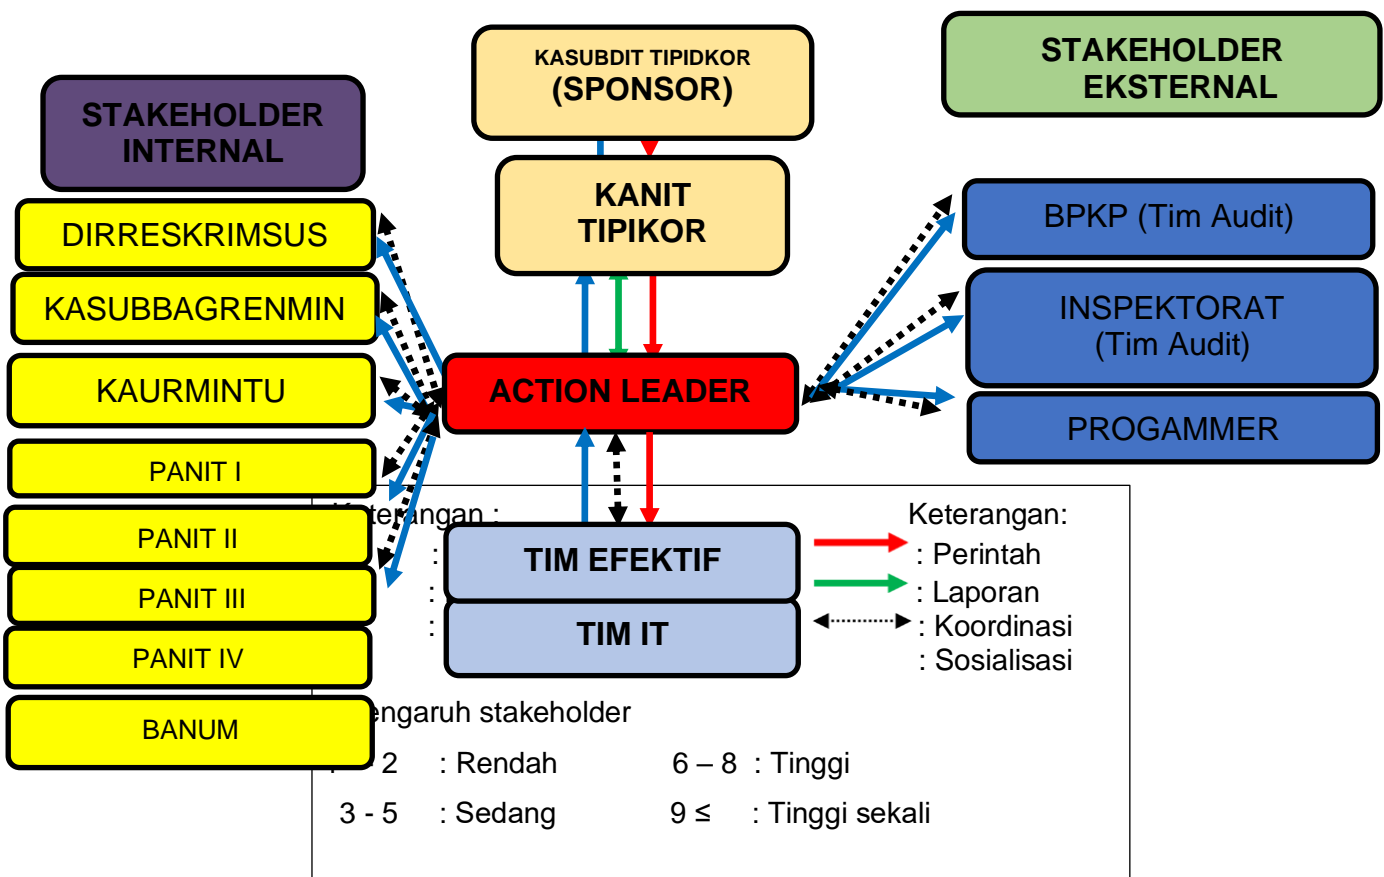 KASUBDIT TIPIDKOR
(SPONSOR)
STAKEHOLDER
EKSTERNAL
STAKEHOLDER
INTERNAL
KANIT
TIPIKOR
DIRRESKRIMSUS
KASUBBAGRENMIN
KAURMINTU
PANIT I
PANIT II
PANIT III
PANIT IV
BANUM
ACTION LEADER
BPKP (Tim Audit)
INSPEKTORAT
(Tim Audit)
PROGAMMER
TIM EFEKTIF
TIM IT
:
:
:
Keterangan:
: Perintah
: Laporan
: Koordinasi
: Sosialisasi
stakeholder
2 : Rendah 6 – 8 : Tinggi
3 - 5 : Sedang 9 ≤ : Tinggi sekali